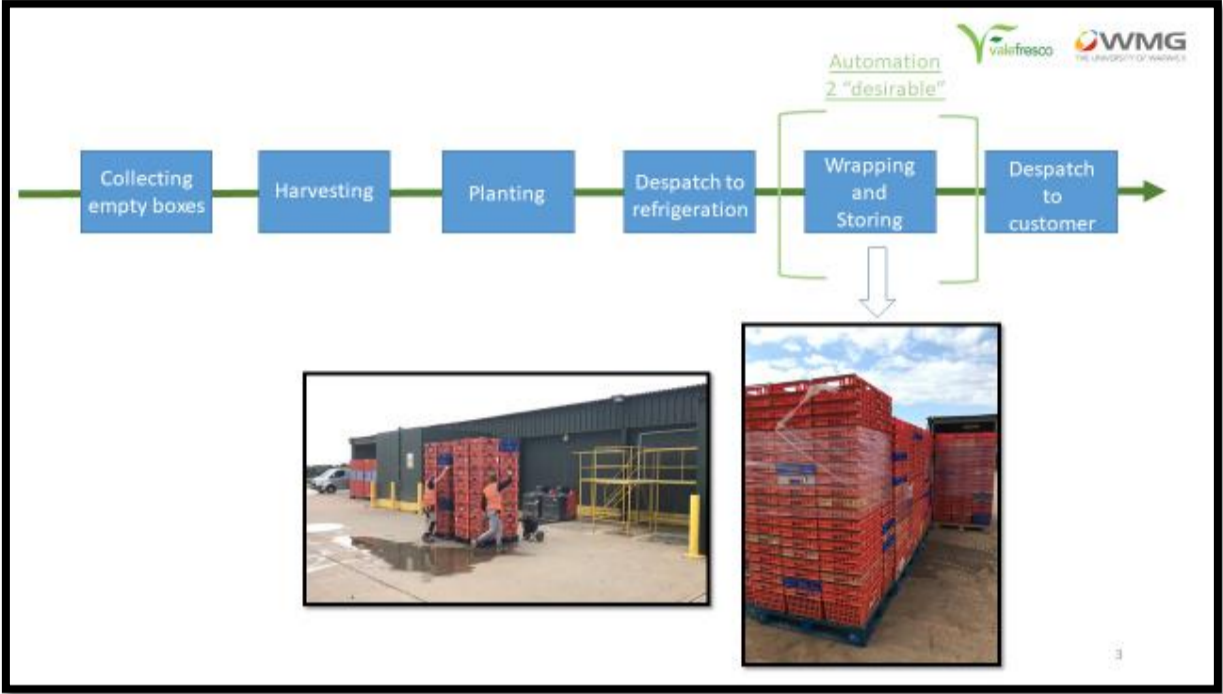 valefresco
WMG
THE UNIVERSITY OF WARWICK
Automation
2 “desirable”
Collecting
empty boxes
Harvesting
Planting
Despatch to
refrigeration
Wrapping
and
Storing
Despatch
to
customer
3